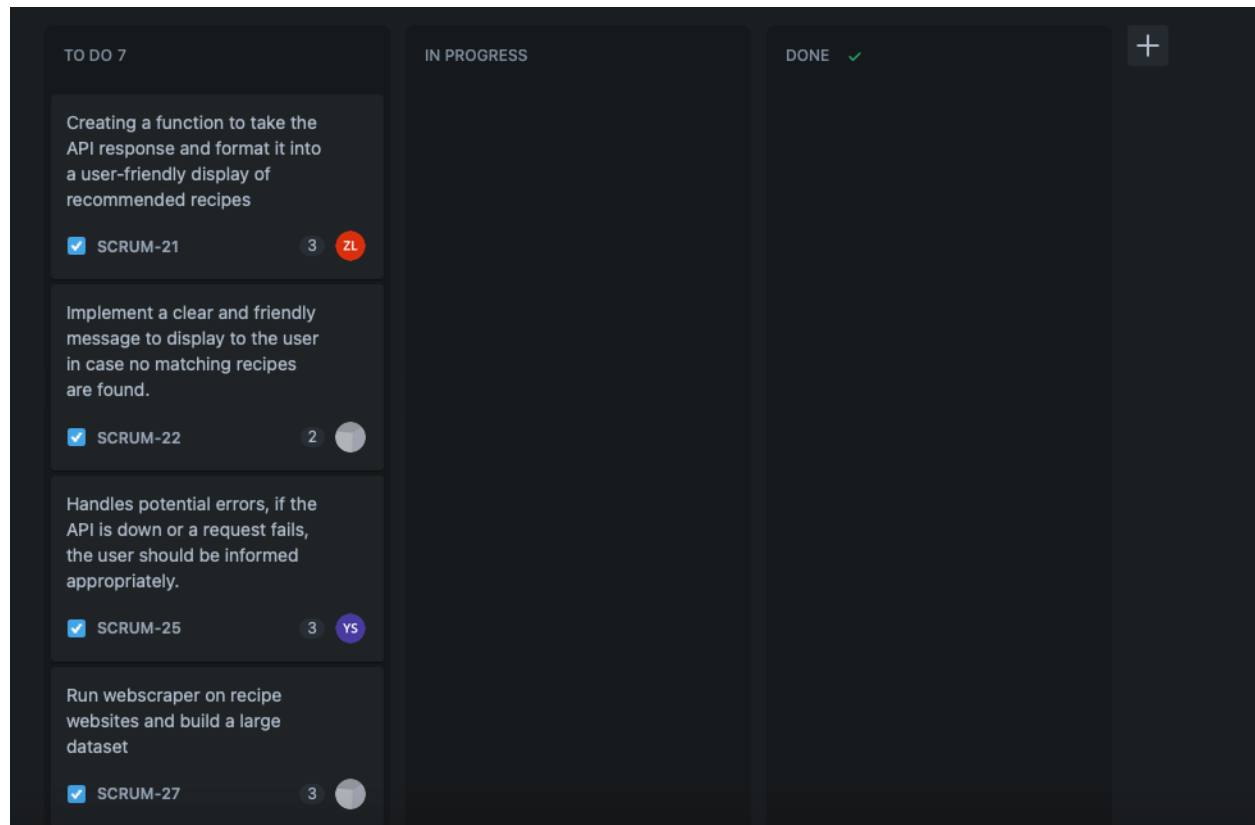 TO DO 7
IN PROGRESS
DONE
Creating a function to take the
API response and format it into
a user-friendly display of
recommended recipes
SCRUM-21 3 ZL
Implement a clear and friendly
message to display to the user
in case no matching recipes
are found.
SCRUM-22 2
Handles potential errors, if the
API is down or a request fails,
the user should be informed
appropriately.
SCRUM-25 3 YS
Run webscraper on recipe
websites and build a large
dataset
SCRUM-27 3